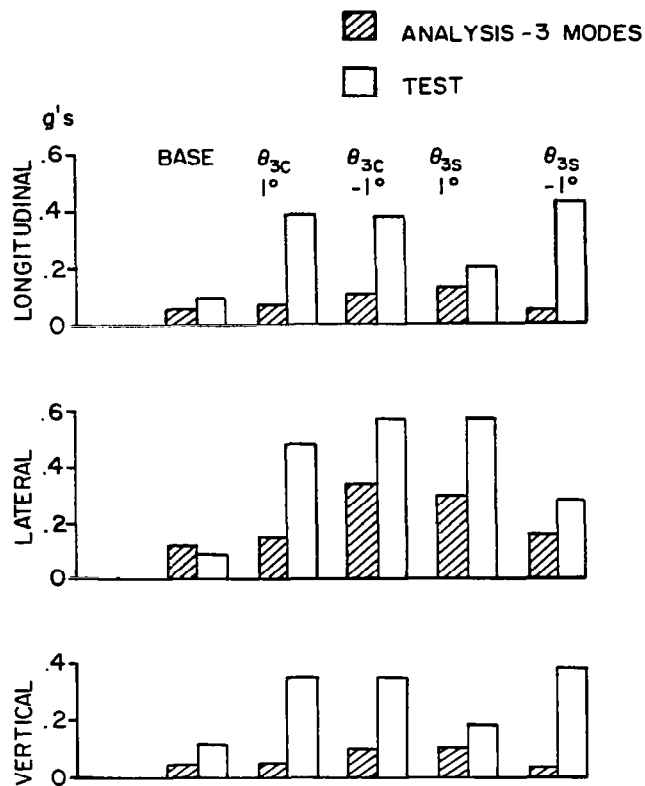 ANALYSIS - 3 MODES
TEST
g's
BASE θ3C θ3C θ3S θ3S
1° -1° 1° -1°
LONGITUDINAL
.6
.4
.2
0
LATERAL
.6
.4
.2
0
VERTICAL
.4
.2
0